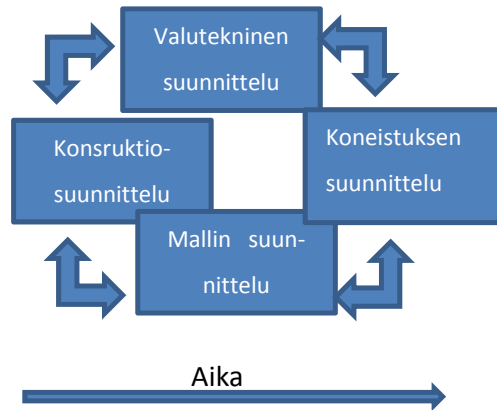 Valutekninen
suunnittelu
Konsruktio-
suunnittelu
Koneistuksen
suunnittelu
Mallin suun-
nittelu
Aika